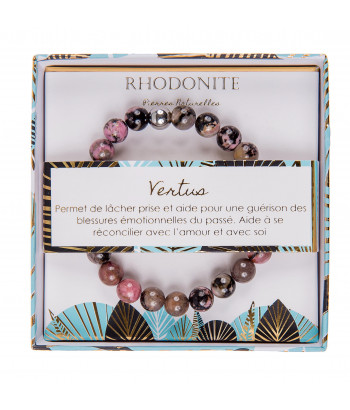 RHODONITE
Pierres Naturelles
Vertus
Permet de lâcher prise et aide pour une guérison des
blessures émotionnelles du passé. Aide à se
réconcilier avec l'amour et avec soi